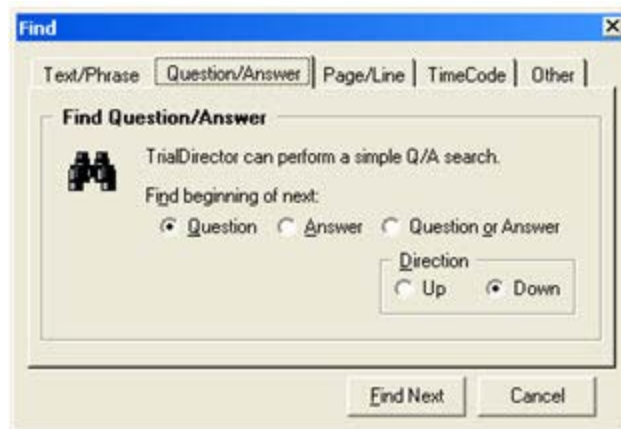 Find
Text/Phrase Question/Answer Page/Line TimeCode Other
Find Question/Answer
TrialDirector can perform a simple Q/A search.
Find beginning of next:
Question Answer Question or Answer
Direction
Up Down
Find Next Cancel